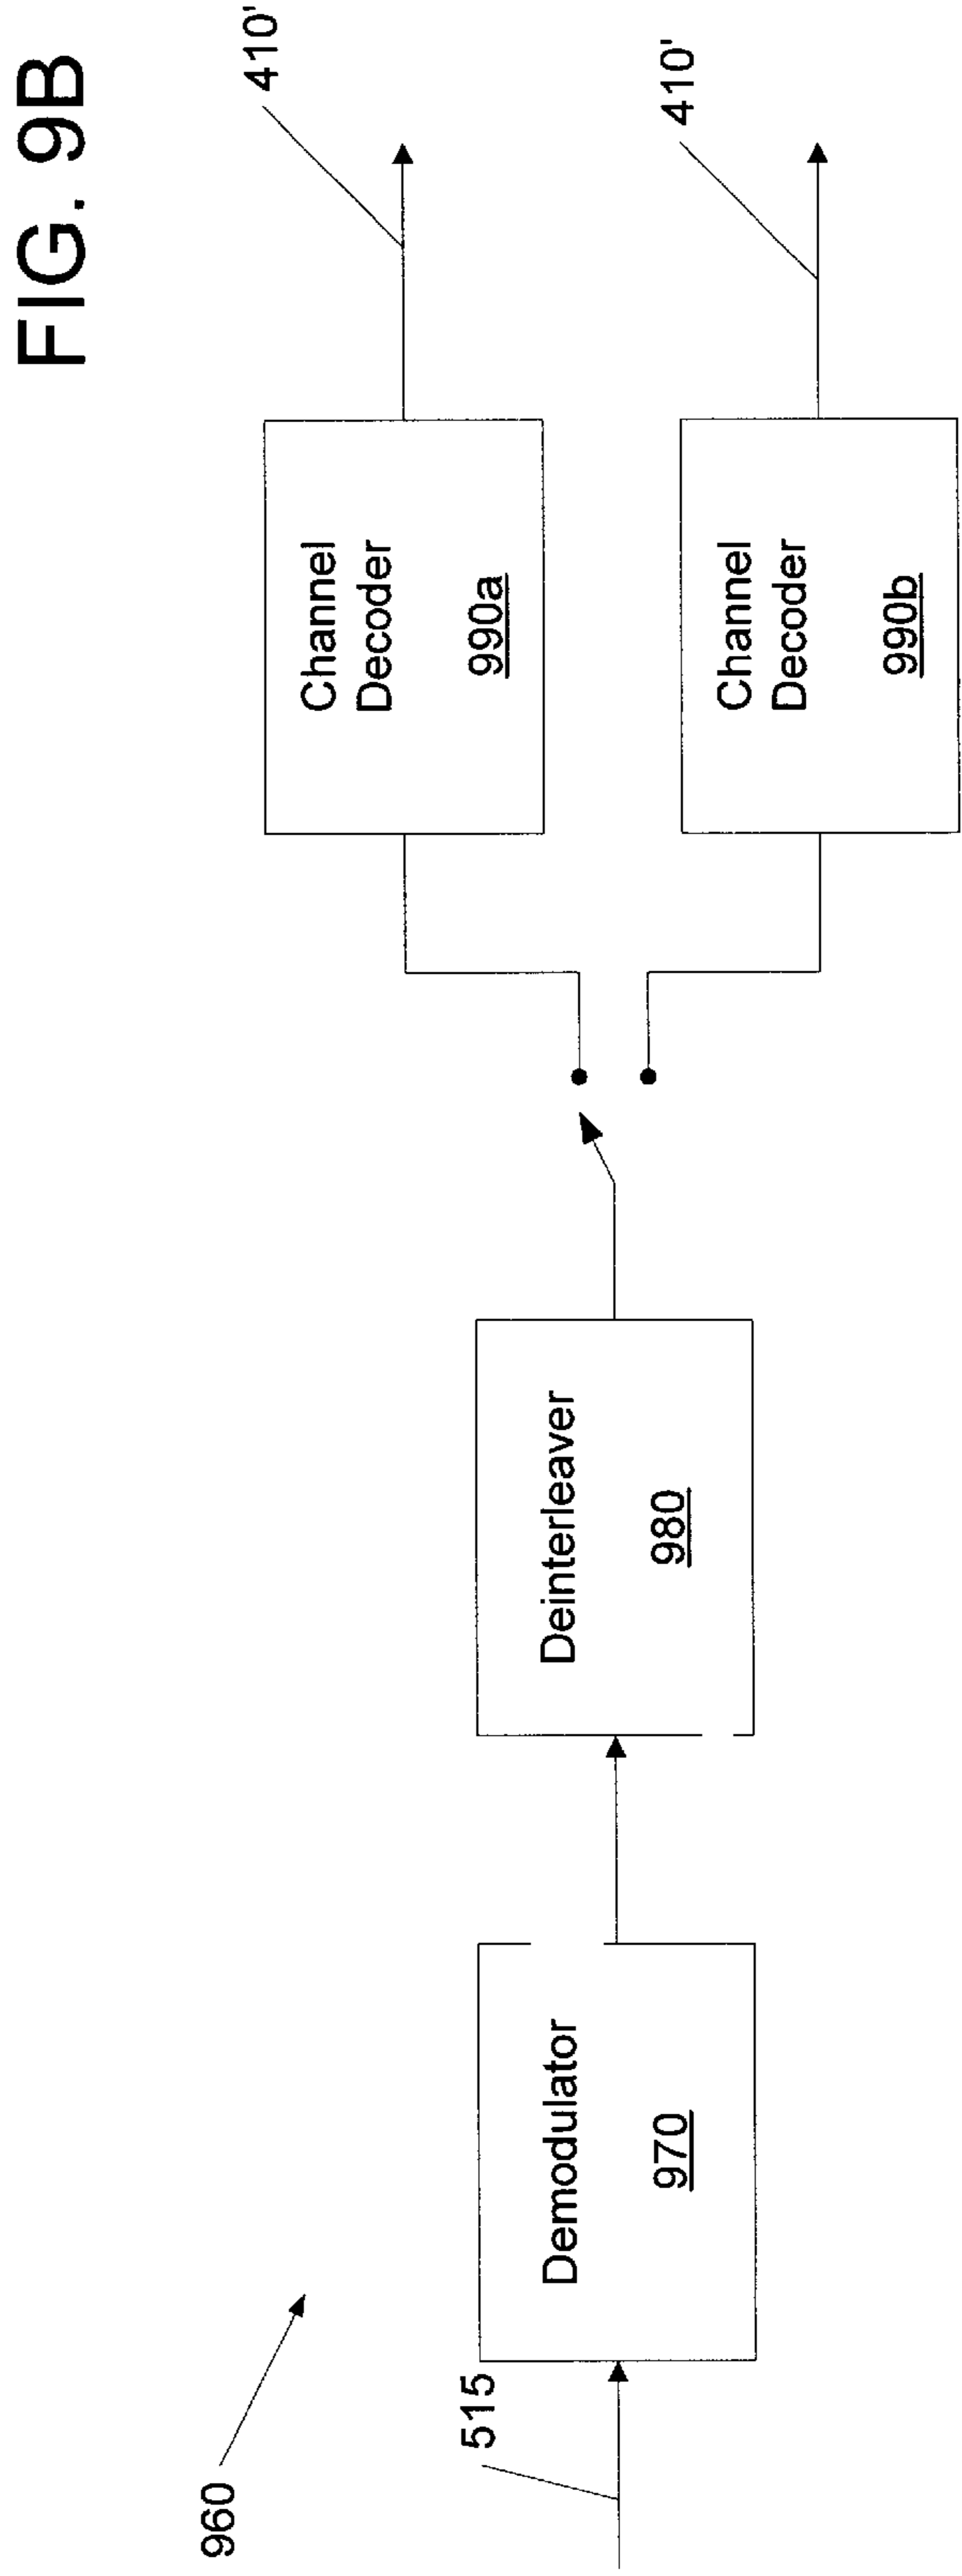 FIG. 9B
960
515
Demodulator
970
Deinterleaver
980
Channel
Decoder
990a
410'
Channel
Decoder
990b
410'